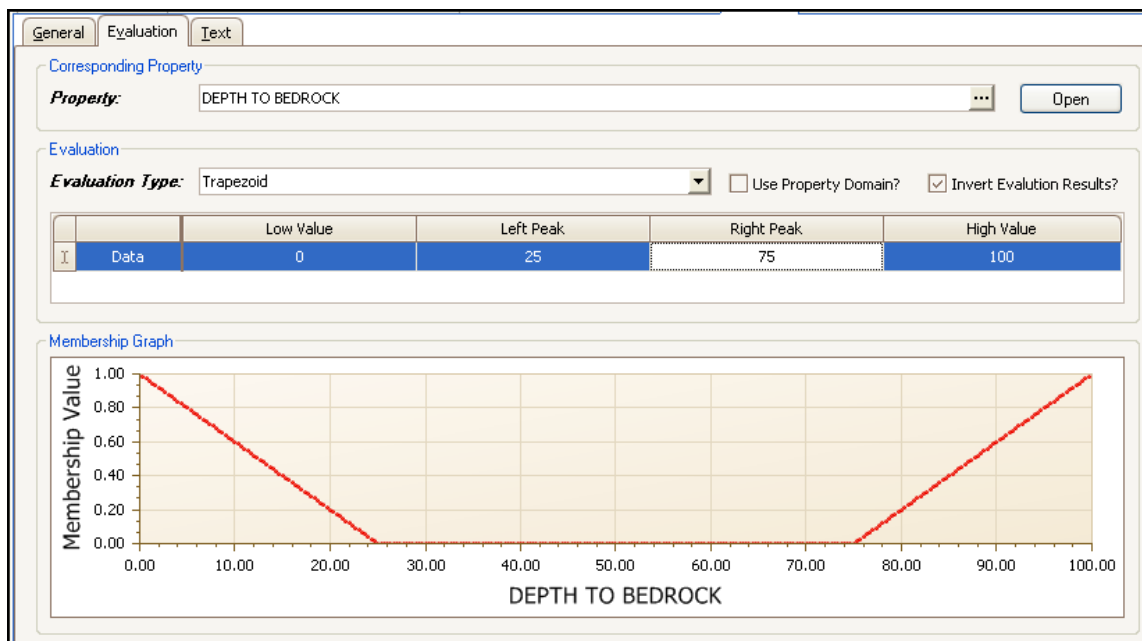 General Evaluation Text
Corresponding Property
Property: DEPTH TO BEDROCK ... Open
Evaluation
Evaluation Type: Trapezoid Use Property Domain? Invert Evalution Results?
Low Value Left Peak Right Peak High Value
Data 0 25 75 100
Membership Graph
Membership Value
1.00
0.80
0.60
0.40
0.20
0.00
0.00 10.00 20.00 30.00 40.00 50.00 60.00 70.00 80.00 90.00 100.00
DEPTH TO BEDROCK